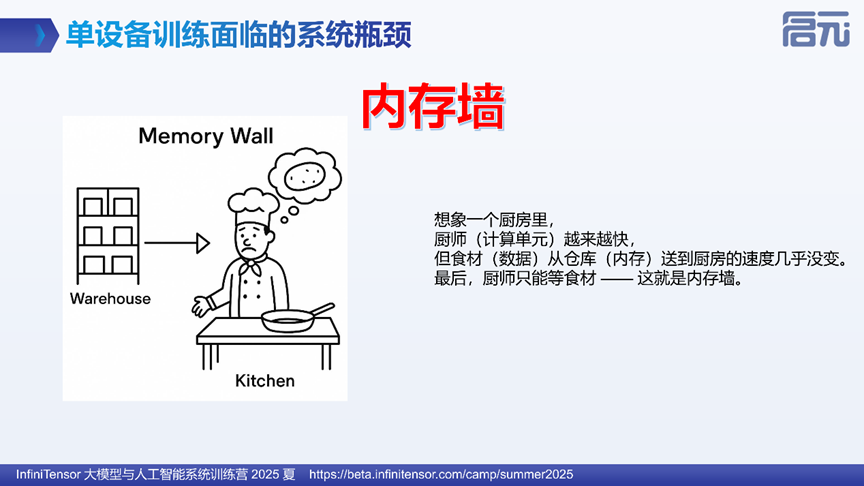 单设备训练面临的系统瓶颈
启元
内存墙
Memory Wall
Warehouse
Kitchen
想象一个厨房里，
厨师（计算单元）越来越快，
但食材（数据）从仓库（内存）送到厨房的速度几乎没变。
最后，厨师只能等食材 —— 这就是内存墙。
InfiniTensor 大模型与人工智能系统训练营 2025 夏 https://beta.infinitensor.com/camp/summer2025